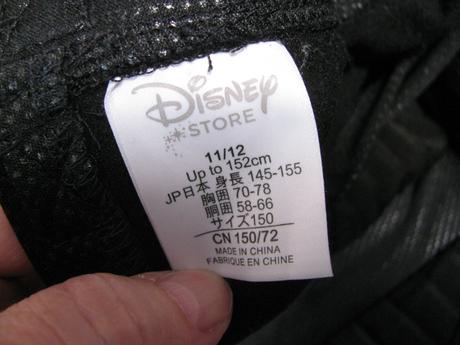 Disney
STORE
11/12
Up to 152cm
JP日本 身長 145-155
胸囲 70-78
胴囲 58-66
サイズ150
CN 150/72
MADE IN CHINA
FABRIQUE EN CHINE